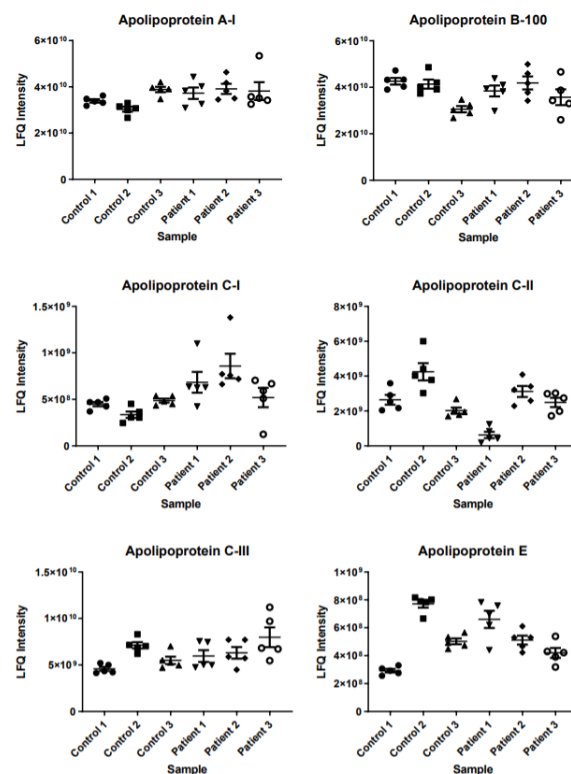 Apolipoprotein A-I
LFQ Intensity
6×10¹⁰
4×10¹⁰
2×10¹⁰
0
Control 1
Control 2
Control 3
Patient 1
Patient 2
Patient 3
Sample
Apolipoprotein B-100
LFQ Intensity
6×10¹⁰
4×10¹⁰
2×10¹⁰
0
Control 1
Control 2
Control 3
Patient 1
Patient 2
Patient 3
Sample
Apolipoprotein C-I
LFQ Intensity
1.5×10⁹
1×10⁹
5×10⁸
0
Control 1
Control 2
Control 3
Patient 1
Patient 2
Patient 3
Sample
Apolipoprotein C-II
LFQ Intensity
8×10⁹
6×10⁹
4×10⁹
2×10⁹
0
Control 1
Control 2
Control 3
Patient 1
Patient 2
Patient 3
Sample
Apolipoprotein C-III
LFQ Intensity
1.5×10¹⁰
1×10¹⁰
5×10⁹
0
Control 1
Control 2
Control 3
Patient 1
Patient 2
Patient 3
Sample
Apolipoprotein E
LFQ Intensity
1×10⁹
8×10⁸
6×10⁸
4×10⁸
2×10⁸
0
Control 1
Control 2
Control 3
Patient 1
Patient 2
Patient 3
Sample